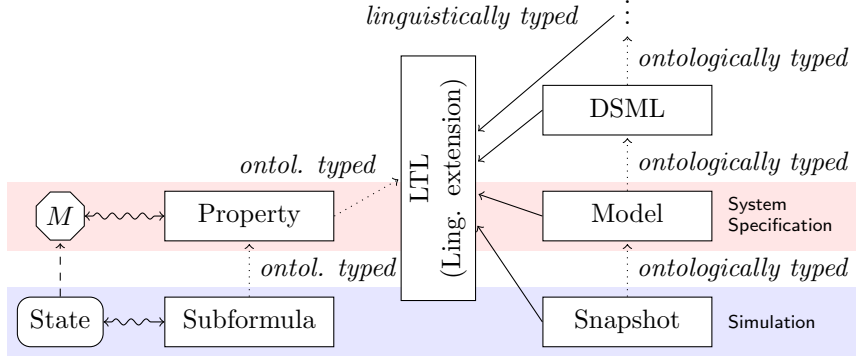 linguistically typed
⋮
ontologically typed
DSML
LTL
(Ling. extension)
ontol. typed
ontologically typed
M
Property
Model
System
Specification
ontol. typed
ontologically typed
State
Subformula
Snapshot
Simulation